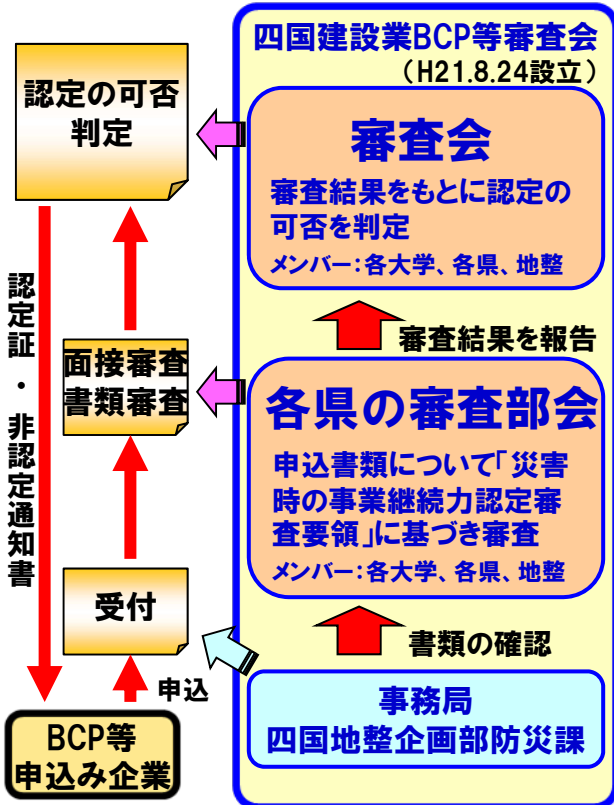 四国建設業BCP等審査会
（H21.8.24設立）
認定の可否
判定
審査会
審査結果をもとに認定の
可否を判定
メンバー：各大学、各県、地整
審査結果を報告
面接審査
書類審査
各県の審査部会
申込書類について「災害
時の事業継続力認定審
査要領」に基づき審査
メンバー：各大学、各県、地整
認定証・非認定通知書
受付
書類の確認
申込
事務局
四国地整企画部防災課
BCP等
申込み企業